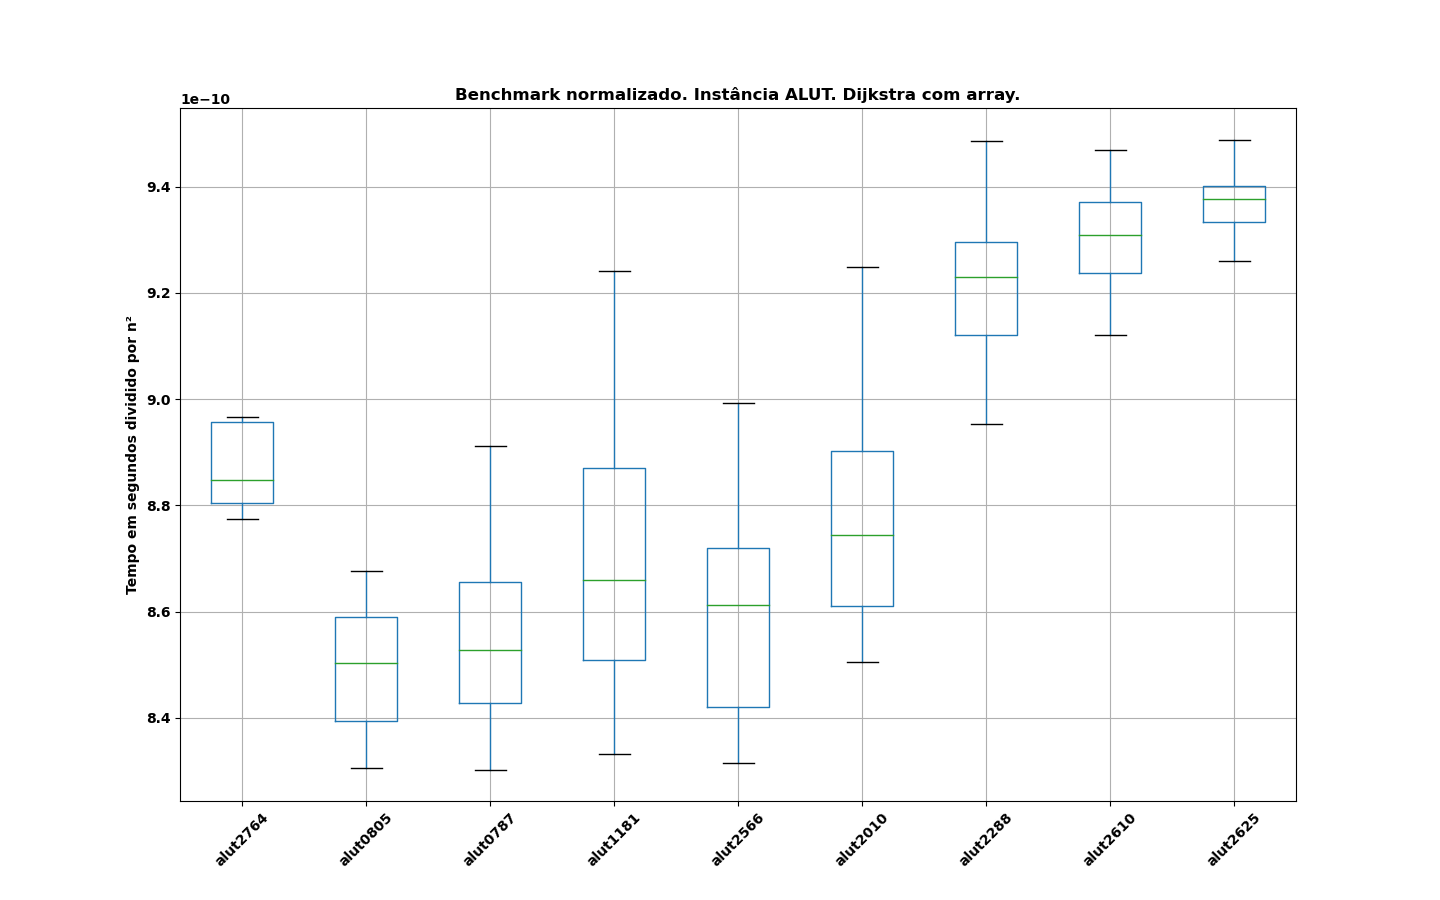 Benchmark normalizado. Instância ALUT. Dijkstra com array.
1e−10
Tempo em segundos dividido por n²
9.4
9.2
9.0
8.8
8.6
8.4
alut2764
alut0805
alut0787
alut1181
alut2566
alut2010
alut2288
alut2610
alut2625